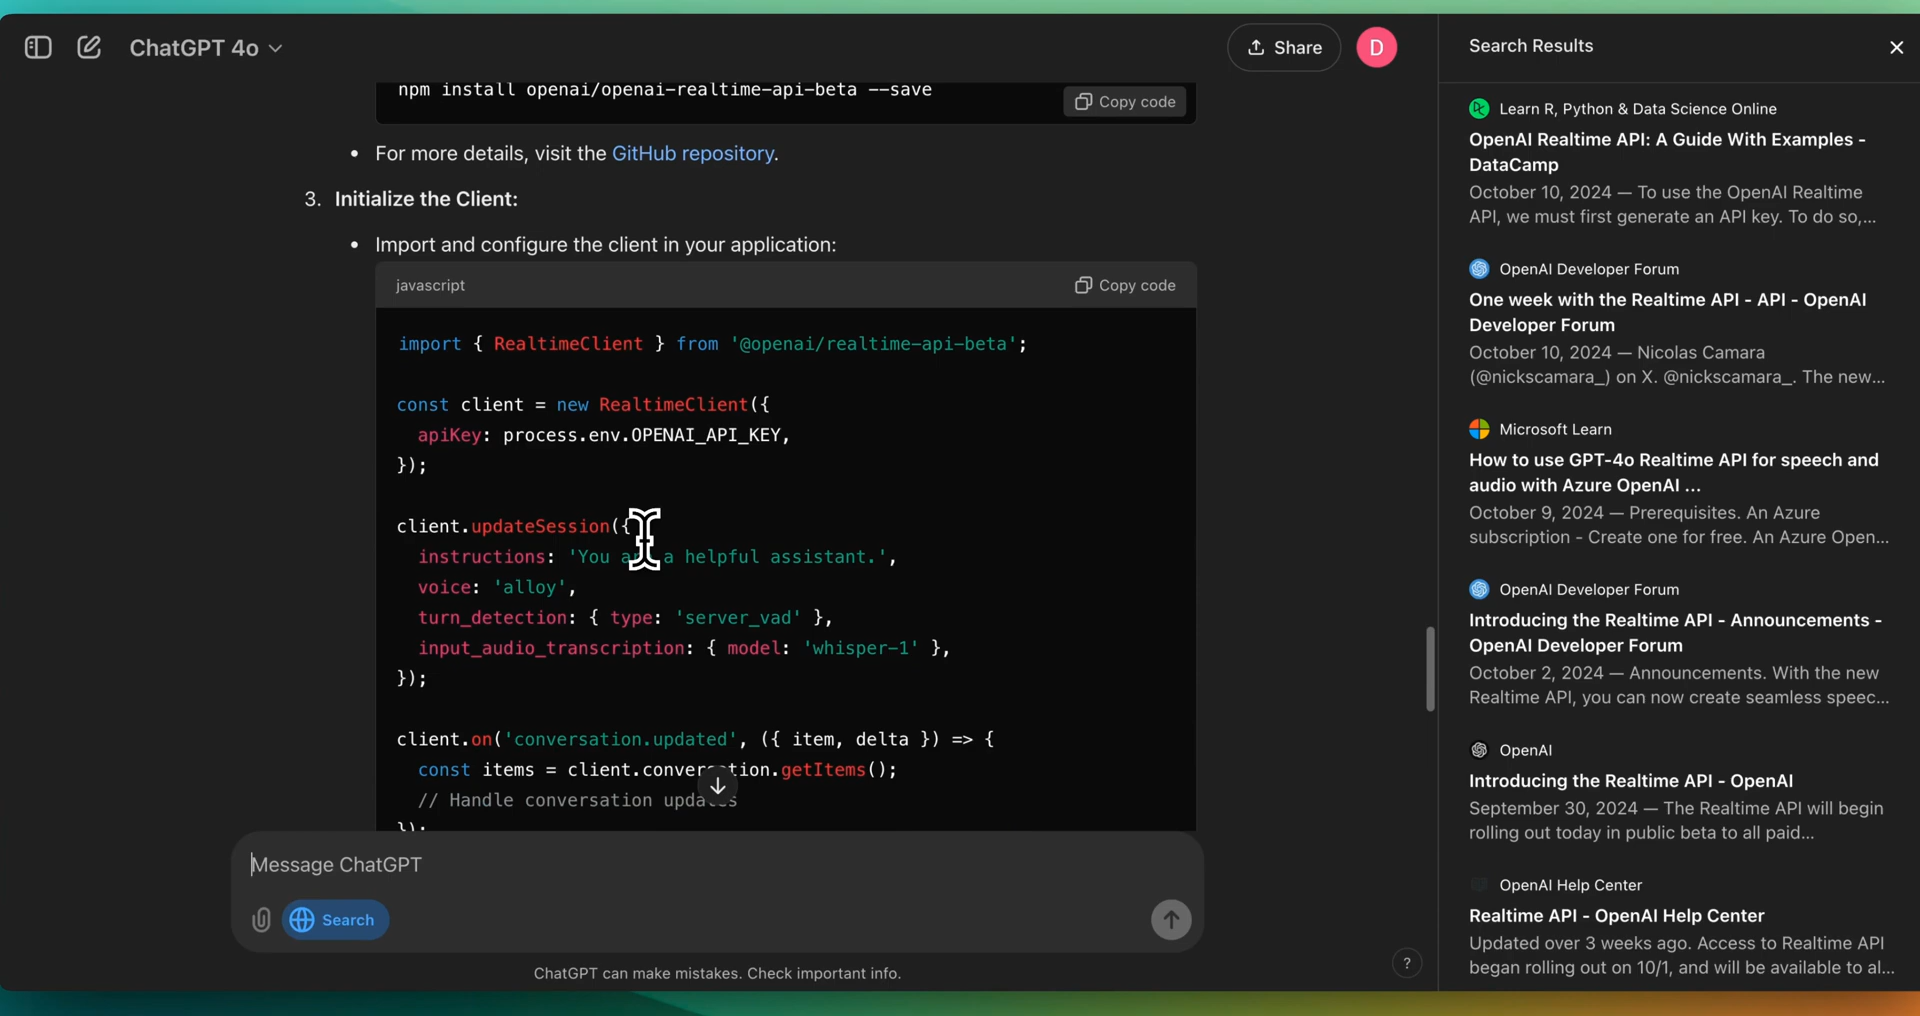 ChatGPT 4o
Share
D
npm install openai/openai-realtime-api-beta --save
Copy code
• For more details, visit the GitHub repository.
3. Initialize the Client:
• Import and configure the client in your application:
javascript
Copy code
import { RealtimeClient } from '@openai/realtime-api-beta';
const client = new RealtimeClient({
apiKey: process.env.OPENAI_API_KEY,
});
client.updateSession({
instructions: 'You a helpful assistant.',
voice: 'alloy',
turn_detection: { type: 'server_vad' },
input_audio_transcription: { model: 'whisper-1' },
});
client.on('conversation.updated', ({ item, delta }) => {
const items = client.conversation.getItems();
// Handle conversation updates
});
Message ChatGPT
Search
ChatGPT can make mistakes. Check important info.
?
Search Results
Learn R, Python & Data Science Online
OpenAI Realtime API: A Guide With Examples -
DataCamp
October 10, 2024 — To use the OpenAI Realtime
API, we must first generate an API key. To do so,...
OpenAI Developer Forum
One week with the Realtime API - API - OpenAI
Developer Forum
October 10, 2024 — Nicolas Camara
(@nickscamara_) on X. @nickscamara_. The new...
Microsoft Learn
How to use GPT-4o Realtime API for speech and
audio with Azure OpenAI ...
October 9, 2024 — Prerequisites. An Azure
subscription - Create one for free. An Azure Open...
OpenAI Developer Forum
Introducing the Realtime API - Announcements -
OpenAI Developer Forum
October 2, 2024 — Announcements. With the new
Realtime API, you can now create seamless speec...
OpenAI
Introducing the Realtime API - OpenAI
September 30, 2024 — The Realtime API will begin
rolling out today in public beta to all paid...
OpenAI Help Center
Realtime API - OpenAI Help Center
Updated over 3 weeks ago. Access to Realtime API
began rolling out on 10/1, and will be available to al...